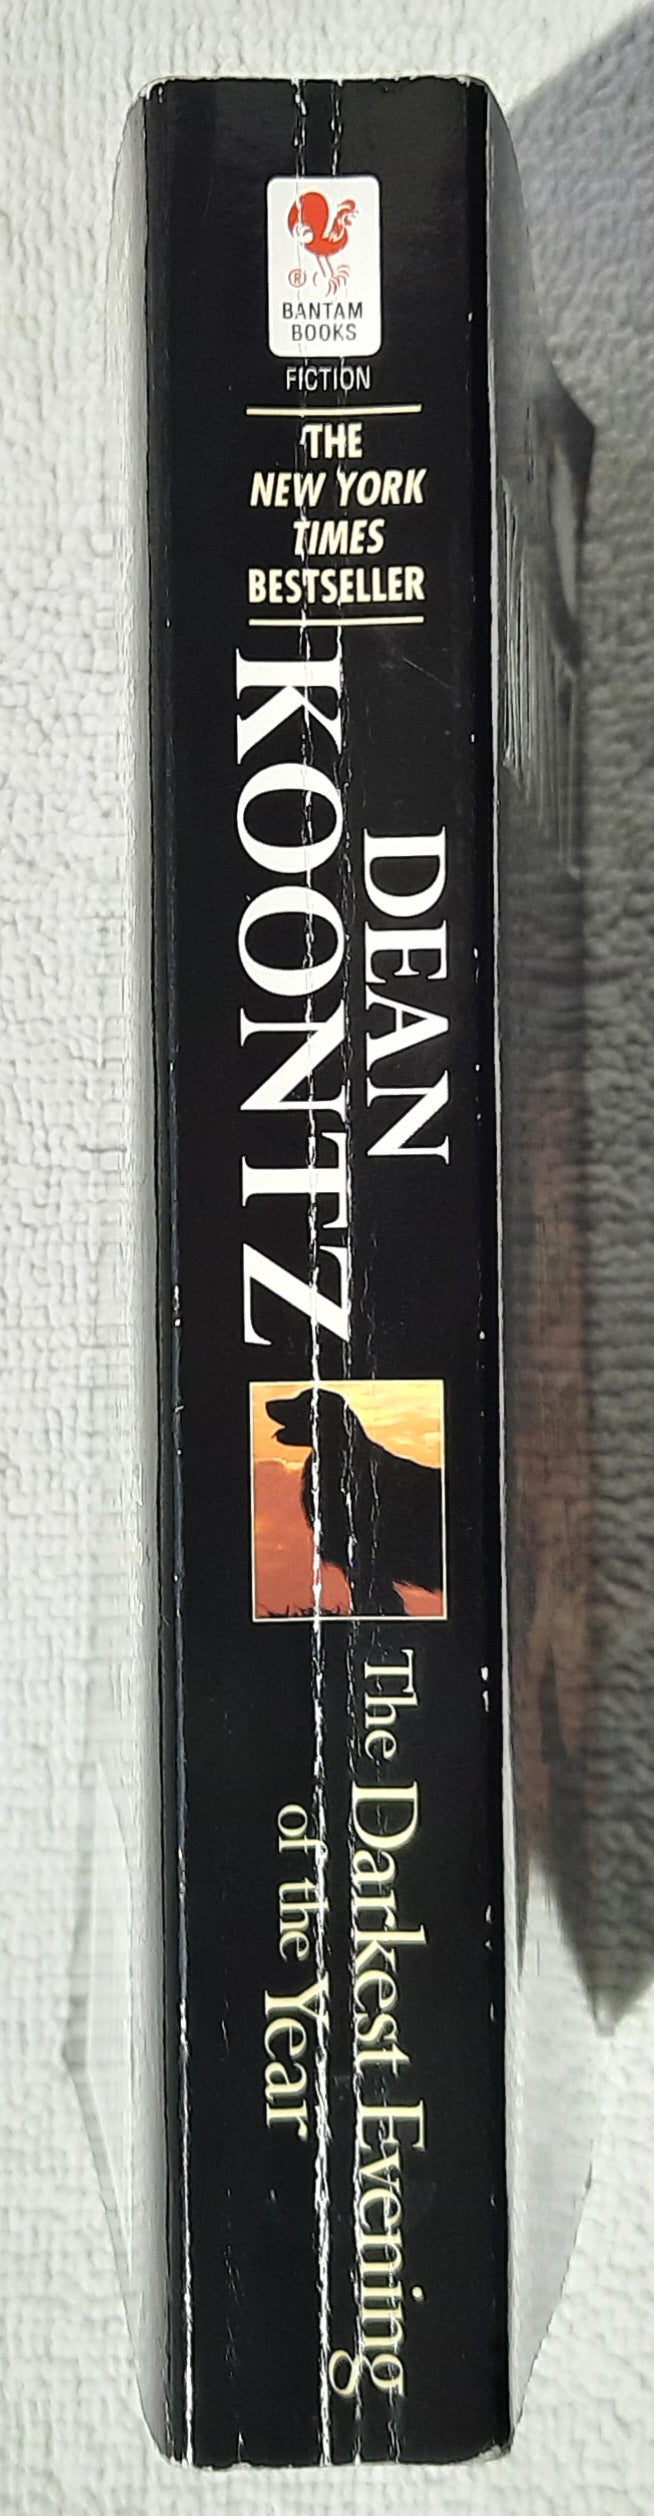 ®
BANTAM
BOOKS
FICTION
THE
NEW YORK
TIMES
BESTSELLER
DEAN
KOONTZ
The Darkest Evening
of the Year